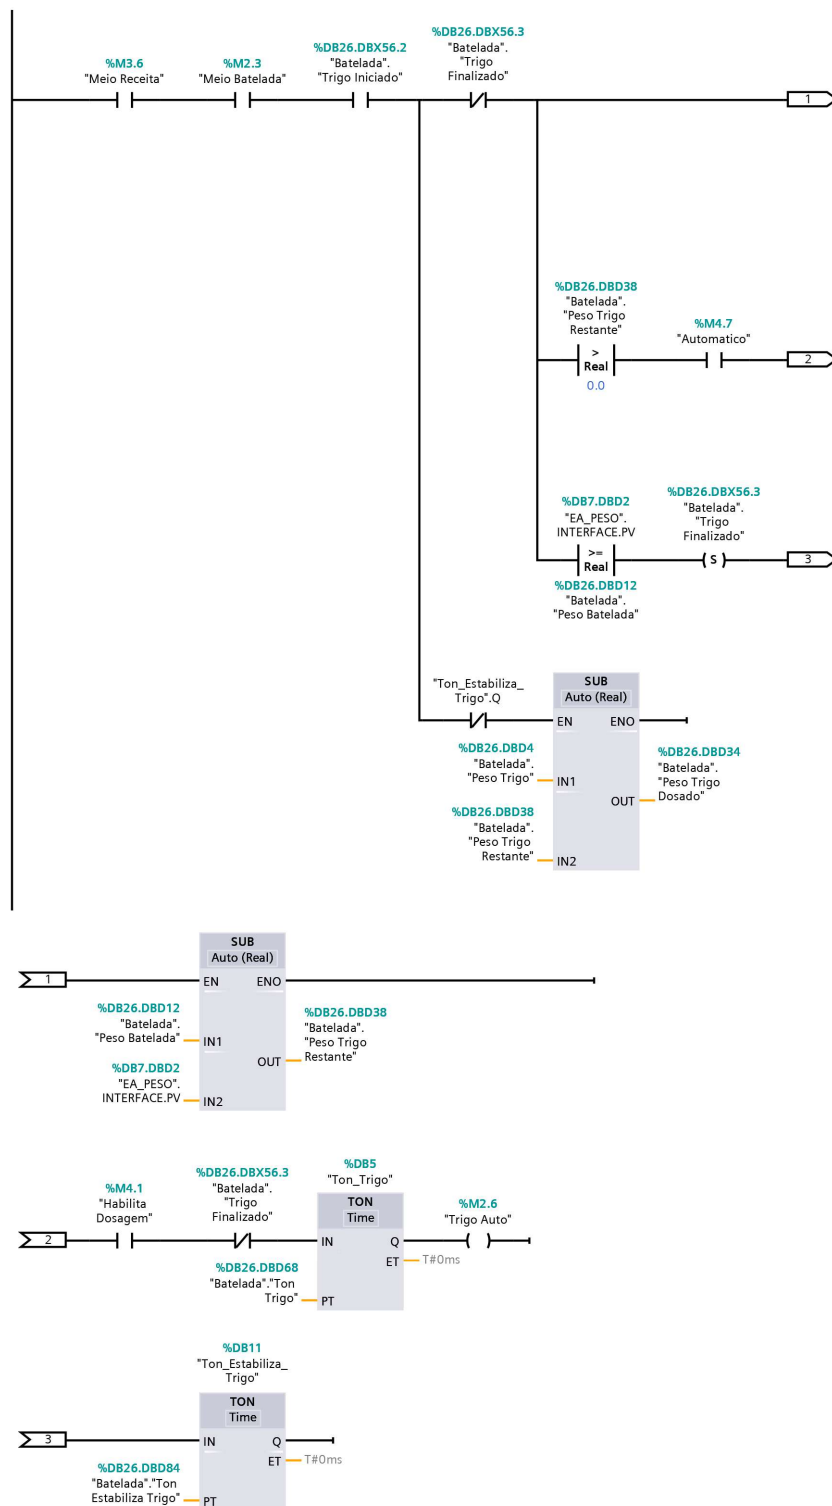 %M3.6
"Meio Receita"
%M2.3
"Meio Batelada"
%DB26.DBX56.2
"Batelada".
"Trigo Iniciado"
%DB26.DBX56.3
"Batelada".
"Trigo
Finalizado"
1
%DB26.DBD38
"Batelada".
"Peso Trigo
Restante"
>
Real
0.0
%M4.7
"Automatico"
2
%DB7.DBD2
"EA_PESO".
INTERFACE.PV
>=
Real
%DB26.DBD12
"Batelada".
"Peso Batelada"
%DB26.DBX56.3
"Batelada".
"Trigo
Finalizado"
S
3
"Ton_Estabiliza_
Trigo".Q
SUB
Auto (Real)
EN ENO
%DB26.DBD4
"Batelada".
"Peso Trigo"
IN1
%DB26.DBD38
"Batelada".
"Peso Trigo
Restante"
IN2
OUT
%DB26.DBD34
"Batelada".
"Peso Trigo
Dosado"
1
SUB
Auto (Real)
EN ENO
%DB26.DBD12
"Batelada".
"Peso Batelada"
IN1
%DB7.DBD2
"EA_PESO".
INTERFACE.PV
IN2
OUT
%DB26.DBD38
"Batelada".
"Peso Trigo
Restante"
2
%M4.1
"Habilita
Dosagem"
%DB26.DBX56.3
"Batelada".
"Trigo
Finalizado"
%DB5
"Ton_Trigo"
TON
Time
IN Q
ET
T#0ms
%DB26.DBD68
"Batelada"."Ton
Trigo"
PT
%M2.6
"Trigo Auto"
3
%DB11
"Ton_Estabiliza_
Trigo"
TON
Time
IN Q
ET
T#0ms
%DB26.DBD84
"Batelada"."Ton
Estabiliza Trigo"
PT